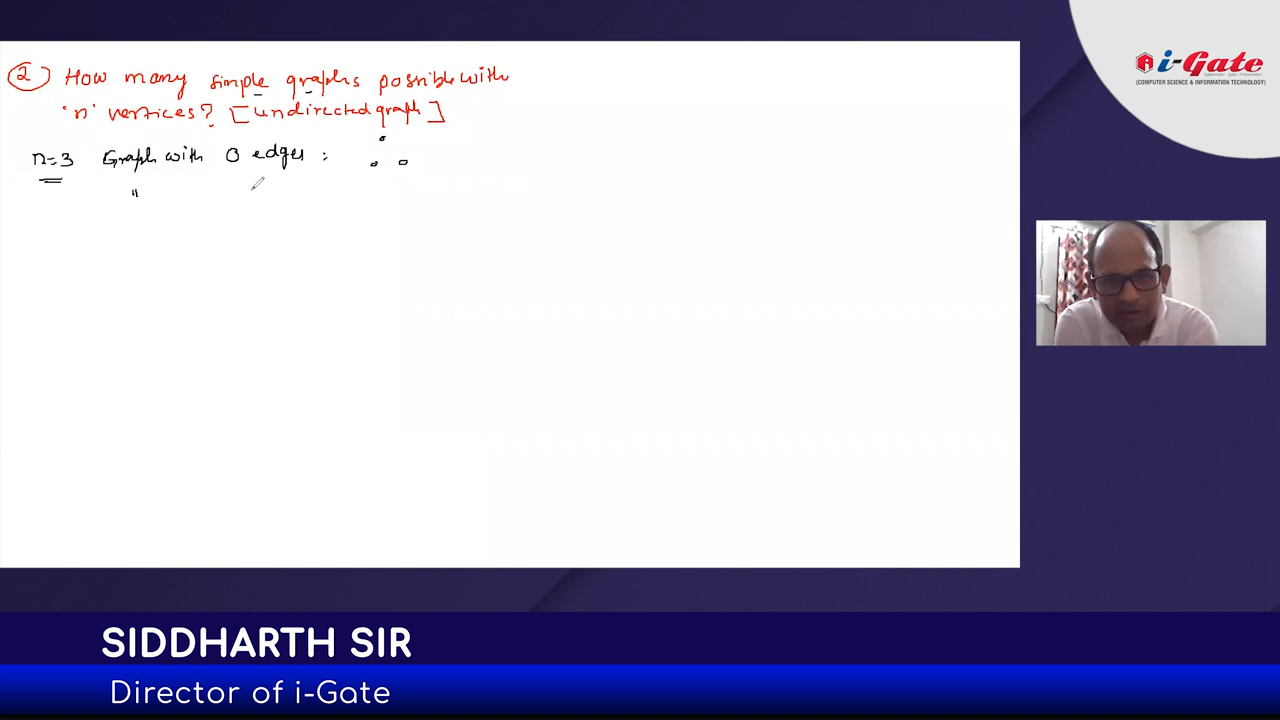 ② How many simple graphs possible with
'n' vertices? [undirected graph]
n=3 Graph with 0 edges :
"
i-Gate
(COMPUTER SCIENCE & INFORMATION TECHNOLOGY)
SIDDHARTH SIR
Director of i-Gate